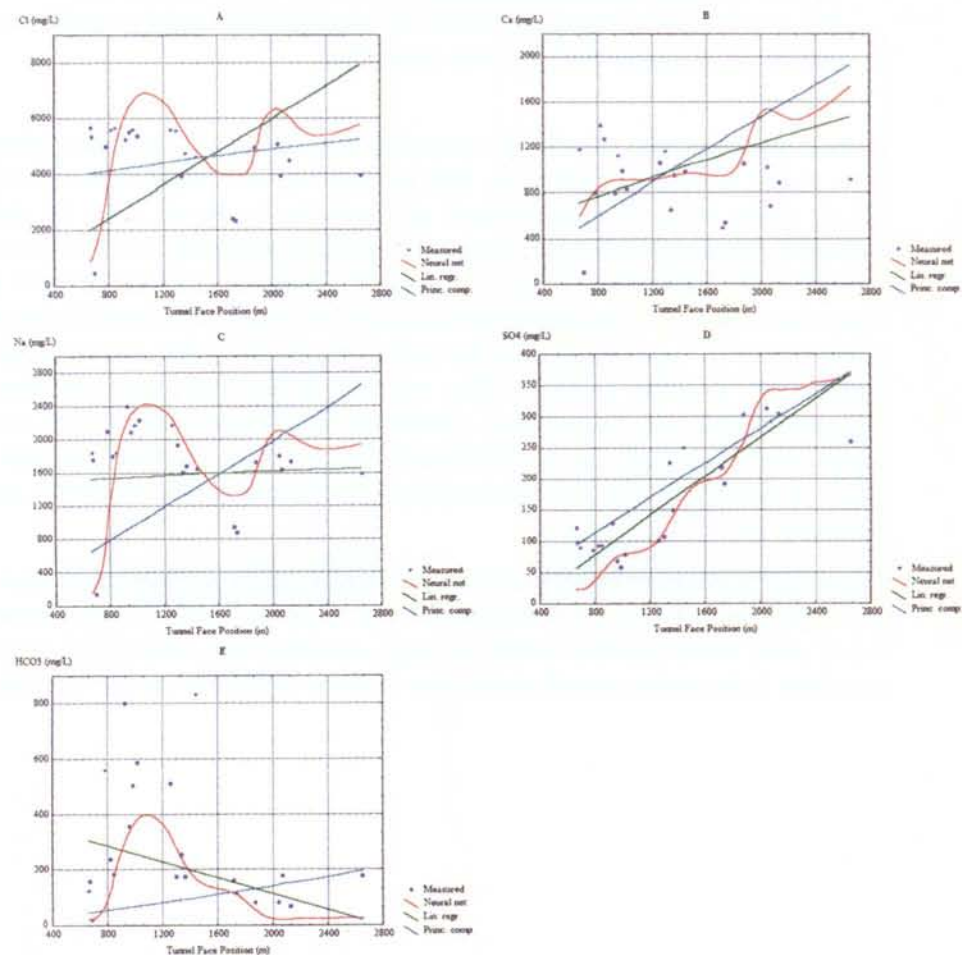 Cl (mg/L)
A
8000
6000
4000
2000
0
400 800 1200 1600 2000 2400 2800
Tunnel Face Position (m)
Measured
Neural net
Lin. regr.
Princ. comp.
Ca (mg/L)
B
2000
1600
1200
800
400
0
400 800 1200 1600 2000 2400 2800
Tunnel Face Position (m)
Measured
Neural net
Lin. regr.
Princ. comp.
Na (mg/L)
C
2800
2400
2000
1600
1200
800
400
0
400 800 1200 1600 2000 2400 2800
Tunnel Face Position (m)
Measured
Neural net
Lin. regr.
Princ. comp.
SO4 (mg/L)
D
400
350
300
250
200
150
100
50
0
400 800 1200 1600 2000 2400 2800
Tunnel Face Position (m)
Measured
Neural net
Lin. regr.
Princ. comp.
HCO3 (mg/L)
E
800
600
400
200
0
400 800 1200 1600 2000 2400 2800
Tunnel Face Position (m)
Measured
Neural net
Lin. regr.
Princ. comp